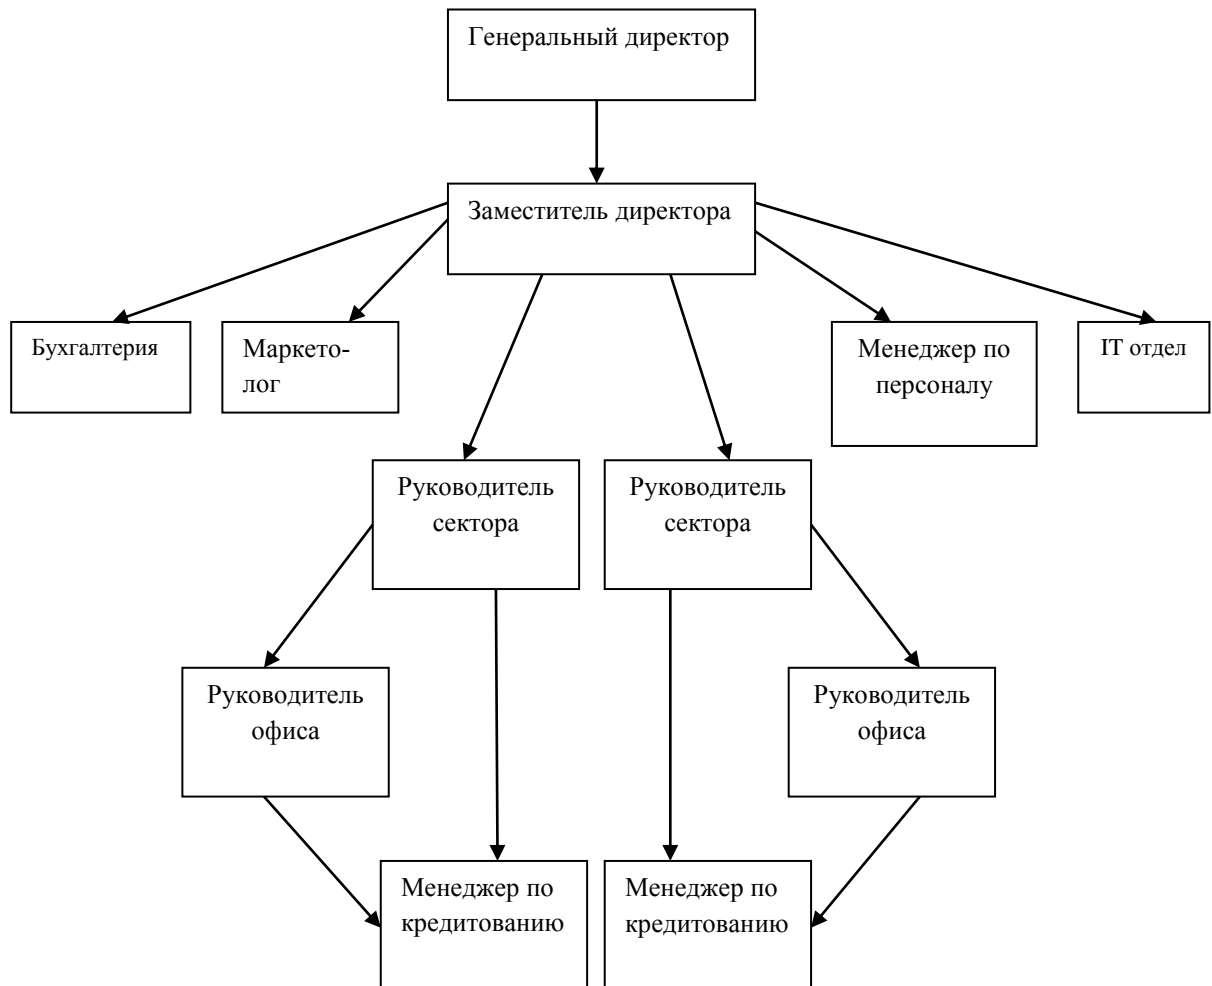 Генеральный директор
Заместитель директора
Бухгалтерия
Маркето-
лог
Менеджер по
персоналу
IT отдел
Руководитель
сектора
Руководитель
сектора
Руководитель
офиса
Руководитель
офиса
Менеджер по
кредитованию
Менеджер по
кредитованию